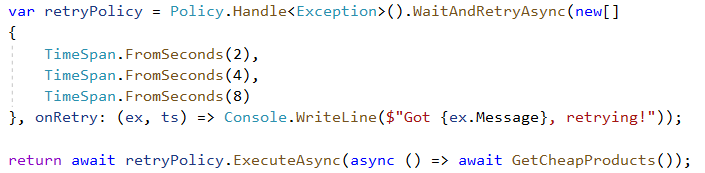 var retryPolicy = Policy.Handle<Exception>().WaitAndRetryAsync(new[]
{
    TimeSpan.FromSeconds(2),
    TimeSpan.FromSeconds(4),
    TimeSpan.FromSeconds(8)
}, onRetry: (ex, ts) => Console.WriteLine($"Got {ex.Message}, retrying!"));

return await retryPolicy.ExecuteAsync(async () => await GetCheapProducts());